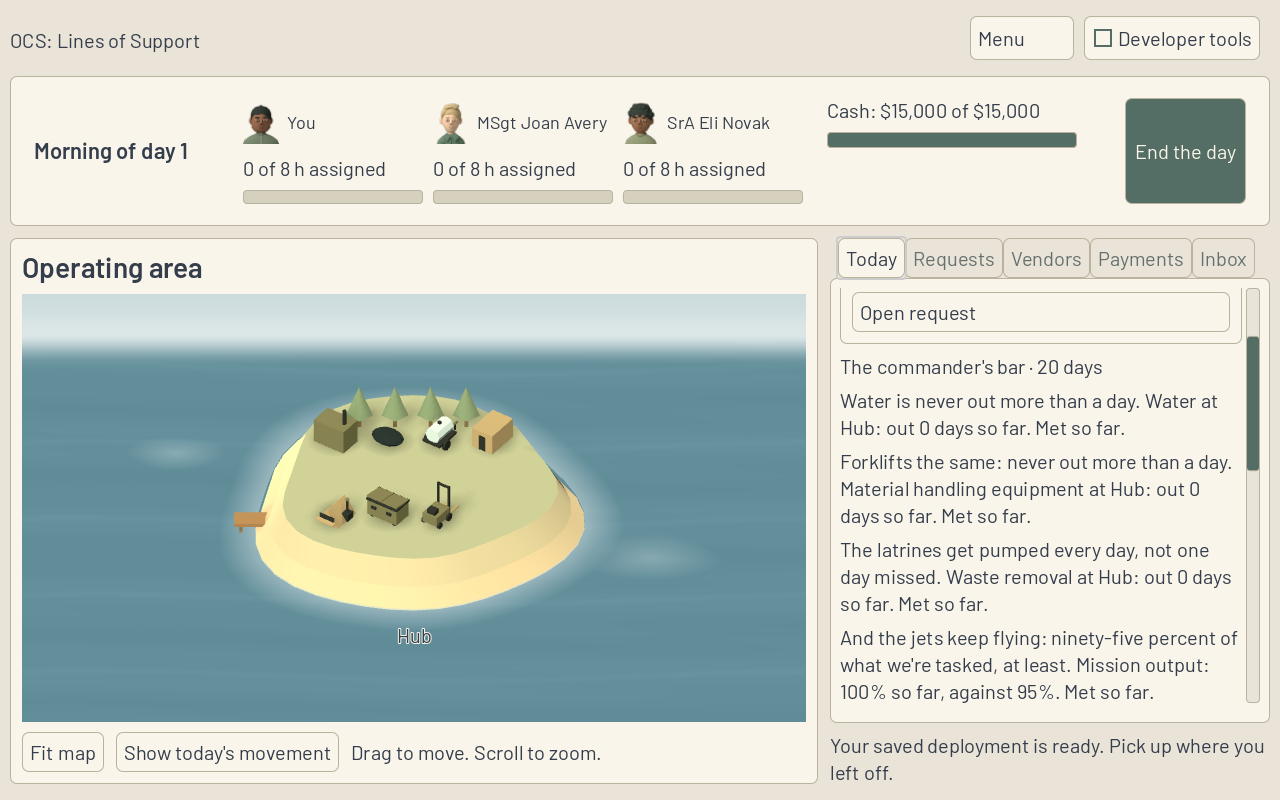 OCS: Lines of Support
Menu
Developer tools
Morning of day 1
You
0 of 8 h assigned
MSgt Joan Avery
0 of 8 h assigned
SrA Eli Novak
0 of 8 h assigned
Cash: $15,000 of $15,000
End the day
Operating area
Hub
Fit map
Show today's movement
Drag to move. Scroll to zoom.
Today
Requests
Vendors
Payments
Inbox
Open request
The commander's bar · 20 days
Water is never out more than a day. Water at
Hub: out 0 days so far. Met so far.
Forklifts the same: never out more than a day.
Material handling equipment at Hub: out 0
days so far. Met so far.
The latrines get pumped every day, not one
day missed. Waste removal at Hub: out 0 days
so far. Met so far.
And the jets keep flying: ninety-five percent of
what we're tasked, at least. Mission output:
100% so far, against 95%. Met so far.
Your saved deployment is ready. Pick up where you
left off.